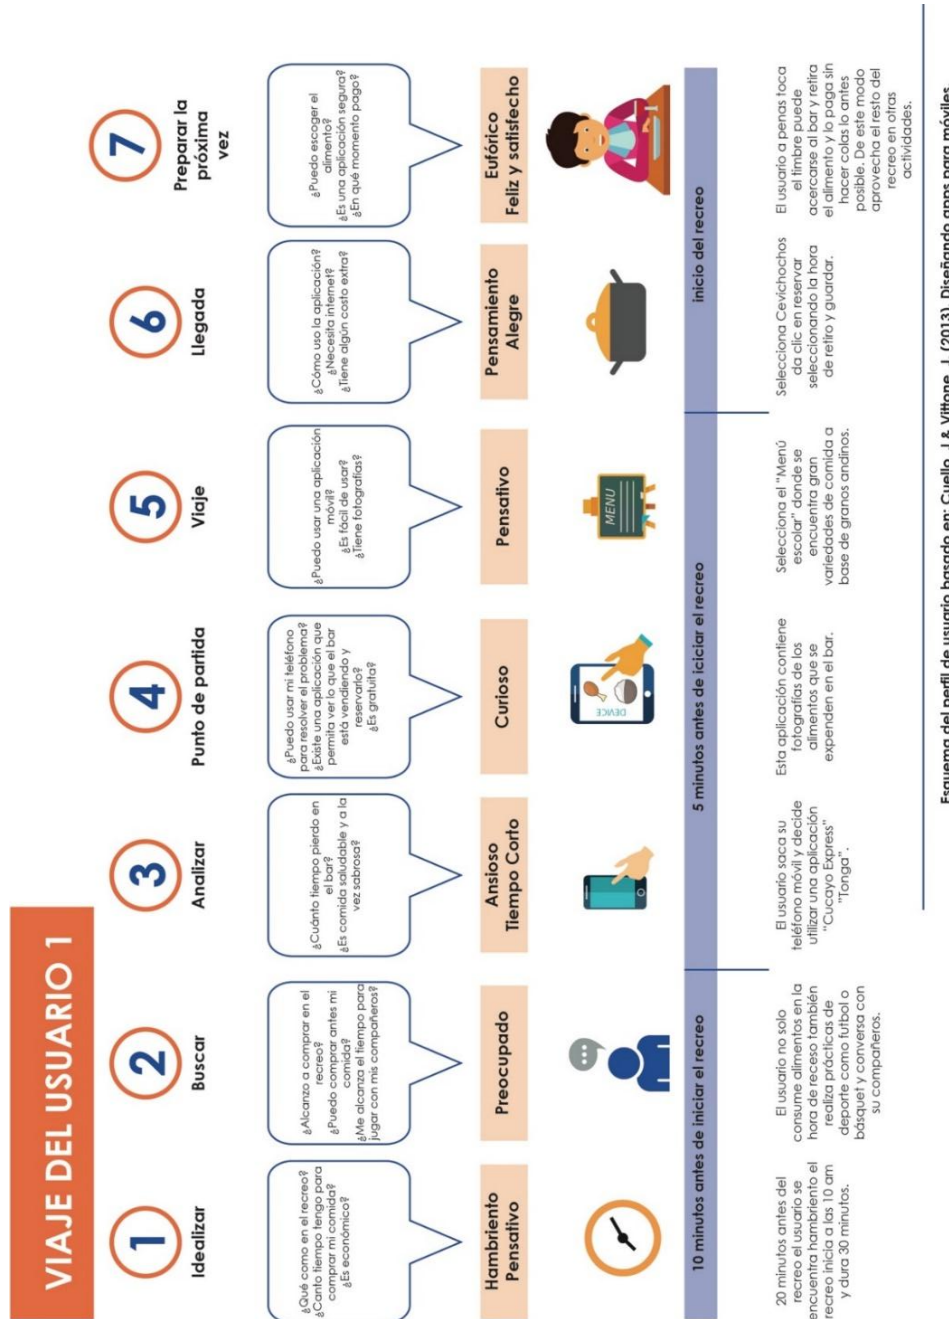 VIAJE DEL USUARIO 1
1
Idealizar
2
Buscar
3
Analizar
4
Punto de partida
5
Viaje
6
Llegada
7
Preparar la
próxima
vez
¿Qué como en el recreo?
¿Canto tiempo tengo para
comprar mi comida?
¿Es económico?
¿Alcanzo a comprar en el
recreo?
¿Puedo comprar antes mi
comida?
¿Me alcanza el tiempo para
jugar con mis compañeros?
¿Cuánto tiempo pierdo en
el bar?
¿Es comida saludable y a la
vez sabrosa?
¿Puedo usar mi teléfono
para resolver el problema?
¿Existe una aplicación que
permita ver lo que el bar
está vendiendo y
reservarlo?
¿Es gratuita?
¿Puedo usar una aplicación
móvil?
¿Es fácil de usar?
¿Tiene fotografías?
¿Cómo uso la aplicación?
¿Necesita internet?
¿Tiene algún costo extra?
¿Puedo escoger el
alimento?
¿Es una aplicación segura?
¿En qué momento pago?
Hambriento
Pensativo
Preocupado
Ansioso
Tiempo Corto
Curioso
Pensativo
Pensamiento
Alegre
Eufórico
Feliz y satisfecho
DEVICE
MENU
10 minutos antes de iniciar el recreo
5 minutos antes de iciciar el recreo
inicio del recreo
20 minutos antes del
recreo el usuario se
encuentra hambriento el
recreo inicia a las 10 am
y dura 30 minutos.
El usuario no solo
consume alimentos en la
hora de receso también
realiza prácticas de
deporte como futbol o
básquet y conversa con
su compañeros.
El usuario saca su
teléfono móvil y decide
utilizar una aplicación
"Cucayo Express"
"Tonga".
Esta aplicación contiene
fotografías de los
alimentos que se
expenden en el bar.
Selecciona el "Menú
escolar" donde se
encuentra gran
variedades de comida a
base de granos andinos.
Selecciona Cevichochos
da clic en reservar
seleccionando la hora
de retiro y guardar.
El usuario a penas toca
el timbre puede
acercarse al bar y retira
el alimento y lo paga sin
hacer colas lo antes
posible. De este modo
aprovecha el resto del
recreo en otras
actividades.
Esquema del perfil de usuario basado en: Cuello, J & Vittone, J. (2013). Diseñando apps para móviles.